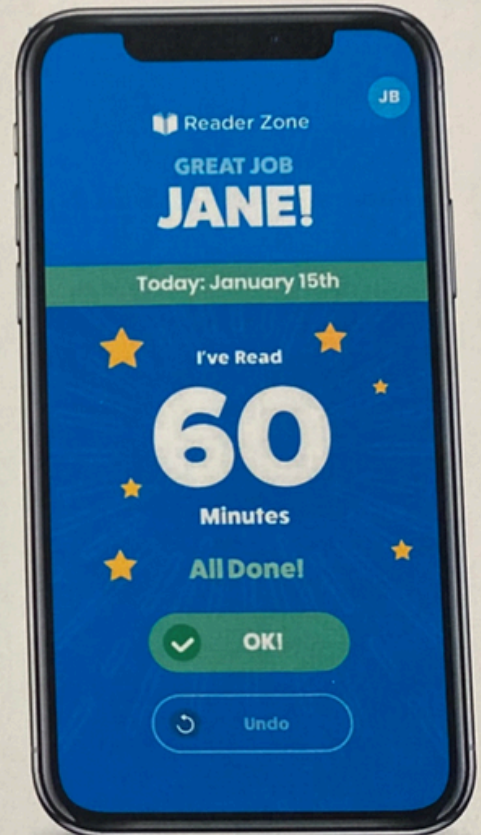 JB
Reader Zone
GREAT JOB
JANE!
Today: January 15th
I've Read
60
Minutes
All Done!
OK!
Undo